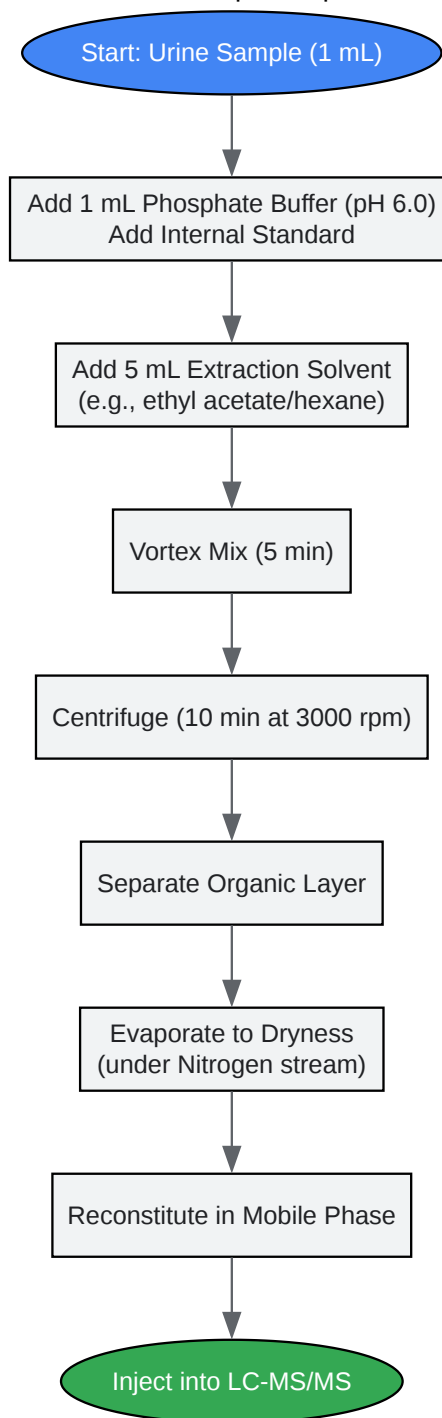 Start: Urine Sample (1 mL)
Add 1 mL Phosphate Buffer (pH 6.0)
Add Internal Standard
Add 5 mL Extraction Solvent
(e.g., ethyl acetate/hexane)
Vortex Mix (5 min)
Centrifuge (10 min at 3000 rpm)
Separate Organic Layer
Evaporate to Dryness
(under Nitrogen stream)
Reconstitute in Mobile Phase
Inject into LC-MS/MS